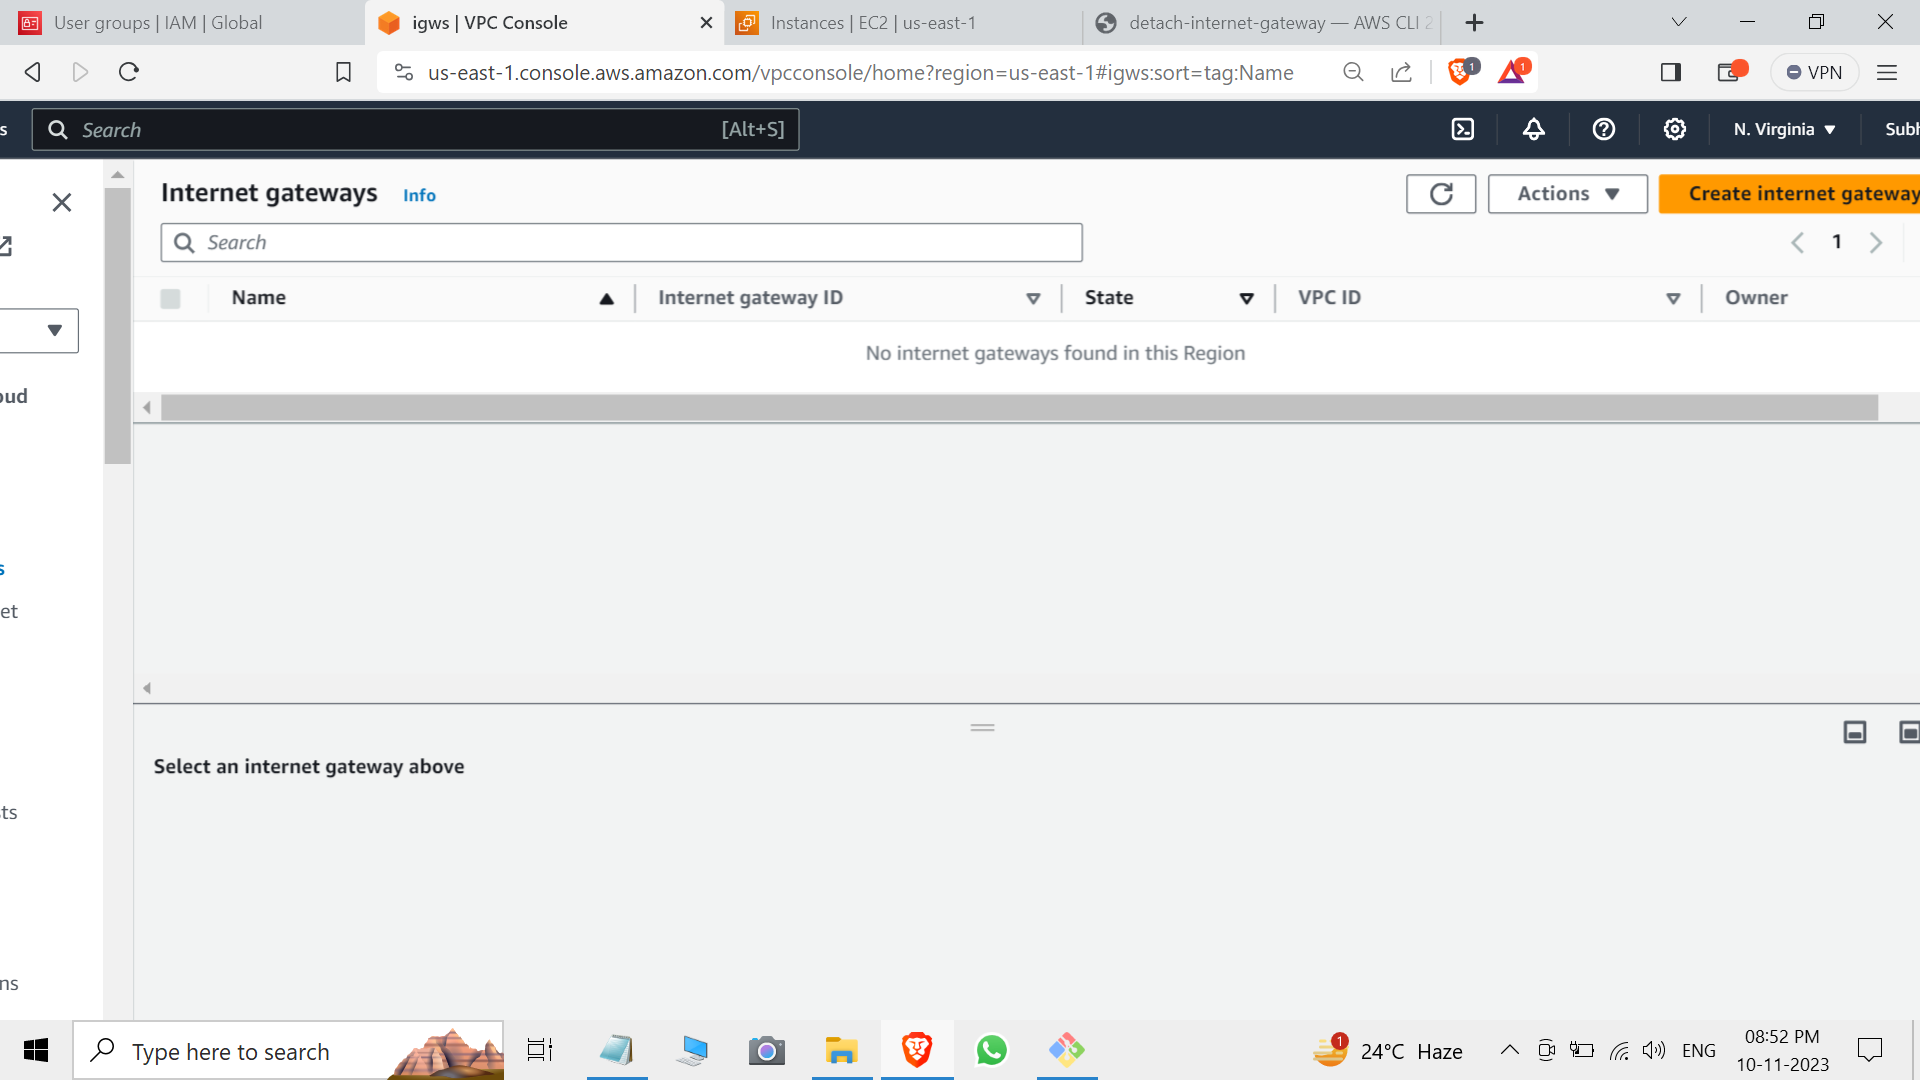 User groups | IAM | Global
igws | VPC Console
Instances | EC2 | us-east-1
detach-internet-gateway — AWS CLI 2
us-east-1.console.aws.amazon.com/vpcconsole/home?region=us-east-1#igws:sort=tag:Name
1
1
VPN
s
Search
[Alt+S]
N. Virginia
Subh
Internet gateways
Info
Actions
Create internet gateway
Search
1
Name
Internet gateway ID
State
VPC ID
Owner
No internet gateways found in this Region
oud
s
et
Select an internet gateway above
ts
ns
Type here to search
1
24°C Haze
ENG
08:52 PM
10-11-2023